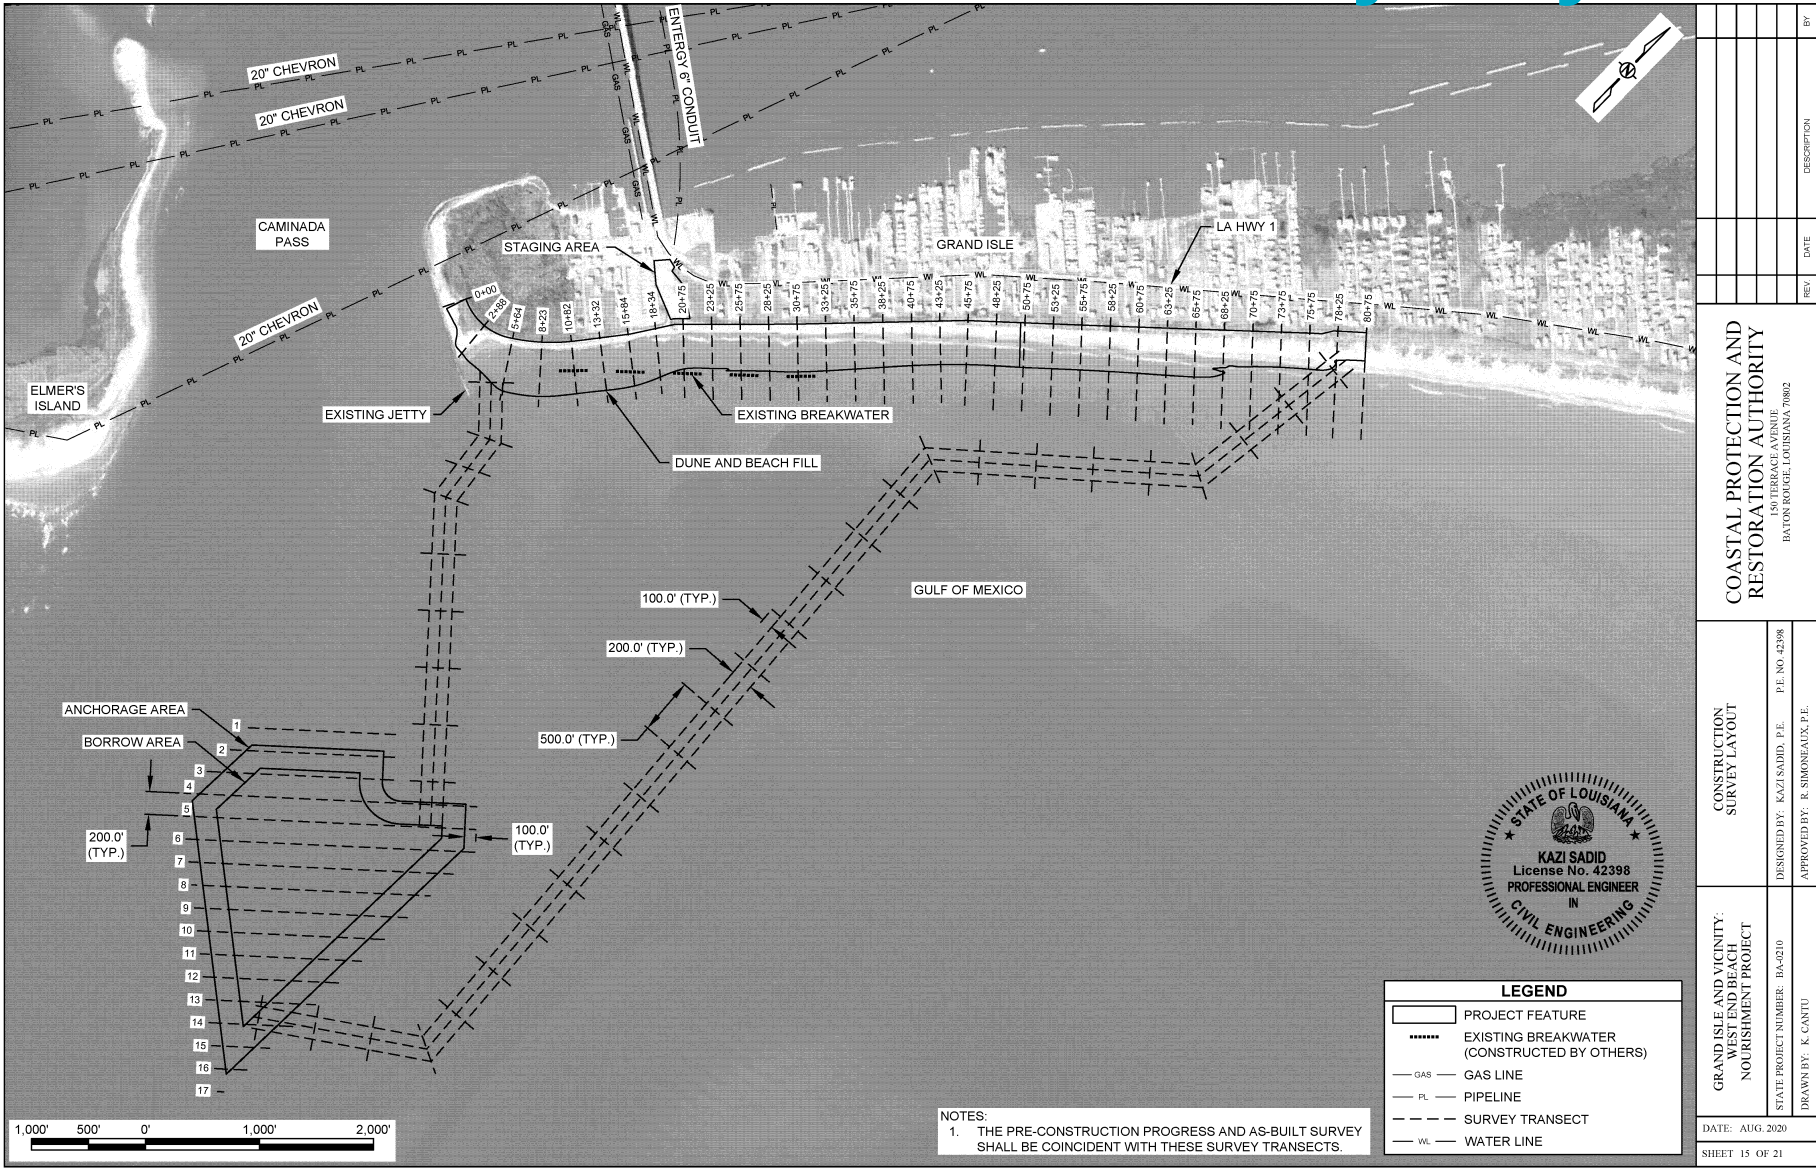 20" CHEVRON
20" CHEVRON
20" CHEVRON
ENTERGY 6" CONDUIT
CAMINADA
PASS
ELMER'S
ISLAND
STAGING AREA
GRAND ISLE
LA HWY 1
0+00
2+88
5+64
8+23
10+82
13+32
15+84
18+34
20+75
23+25
25+75
28+25
30+75
33+25
35+75
38+25
40+75
43+25
45+75
48+25
50+75
53+25
55+75
58+25
60+75
63+25
65+75
68+25
70+75
73+25
75+75
78+25
80+75
EXISTING JETTY
EXISTING BREAKWATER
DUNE AND BEACH FILL
GULF OF MEXICO
100.0' (TYP.)
200.0' (TYP.)
500.0' (TYP.)
ANCHORAGE AREA
BORROW AREA
200.0'
(TYP.)
100.0'
(TYP.)
1
2
3
4
5
6
7
8
9
10
11
12
13
14
15
16
17
1,000' 500' 0' 1,000' 2,000'
NOTES:
1. THE PRE-CONSTRUCTION PROGRESS AND AS-BUILT SURVEY
SHALL BE COINCIDENT WITH THESE SURVEY TRANSECTS.
STATE OF LOUISIANA
KAZI SADID
License No. 42398
PROFESSIONAL ENGINEER
IN
CIVIL ENGINEERING
LEGEND
PROJECT FEATURE
EXISTING BREAKWATER
(CONSTRUCTED BY OTHERS)
GAS GAS LINE
PL PIPELINE
SURVEY TRANSECT
WL WATER LINE
REV. DATE DESCRIPTION BY
COASTAL PROTECTION AND
RESTORATION AUTHORITY
150 TERRACE AVENUE
BATON ROUGE, LOUISIANA 70802
CONSTRUCTION
SURVEY LAYOUT
DESIGNED BY: KAZI SADID, P.E. P.E. NO. 42398
APPROVED BY: R. SIMONEAUX, P.E.
GRAND ISLE AND VICINITY:
WEST END BEACH
NOURISHMENT PROJECT
STATE PROJECT NUMBER: BA-0210
DRAWN BY: K. CANTU
DATE: AUG. 2020
SHEET 15 OF 21